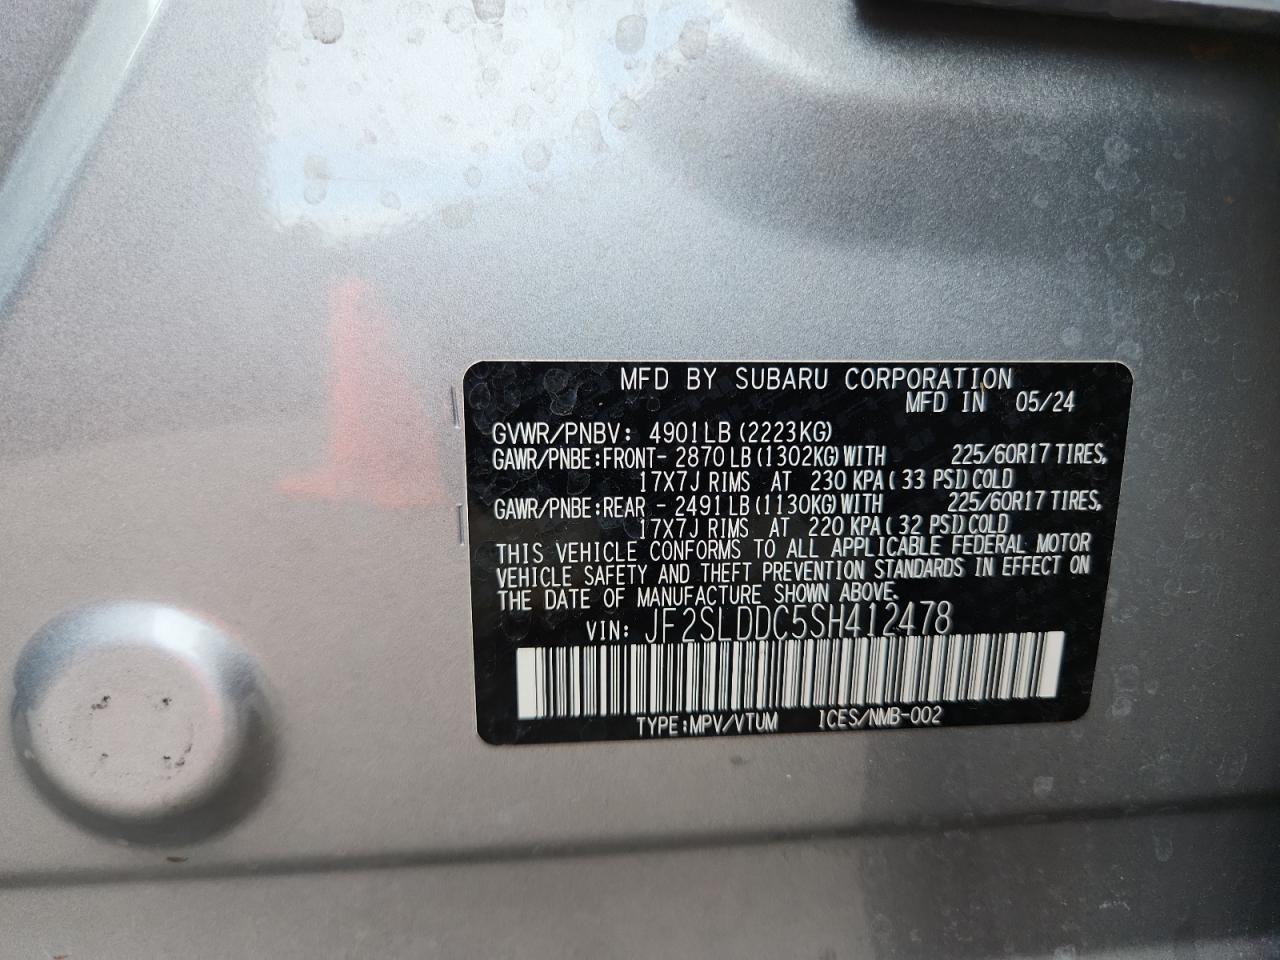 MFD BY SUBARU CORPORATION
MFD IN 05/24
GVWR/PNBV: 4901LB (2223KG)
GAWR/PNBE:FRONT- 2870 LB (1302KG) WITH 225/60R17 TIRES,
17X7J RIMS AT 230 KPA ( 33 PSI) COLD
GAWR/PNBE:REAR - 2491 LB (1130KG) WITH 225/60R17 TIRES,
17X7J RIMS AT 220 KPA ( 32 PSI) COLD
THIS VEHICLE CONFORMS TO ALL APPLICABLE FEDERAL MOTOR
VEHICLE SAFETY AND THEFT PREVENTION STANDARDS IN EFFECT ON
THE DATE OF MANUFACTURE SHOWN ABOVE.
VIN: JF2SLDDC5SH412478
TYPE:MPV/VTUM ICES/NMB-002